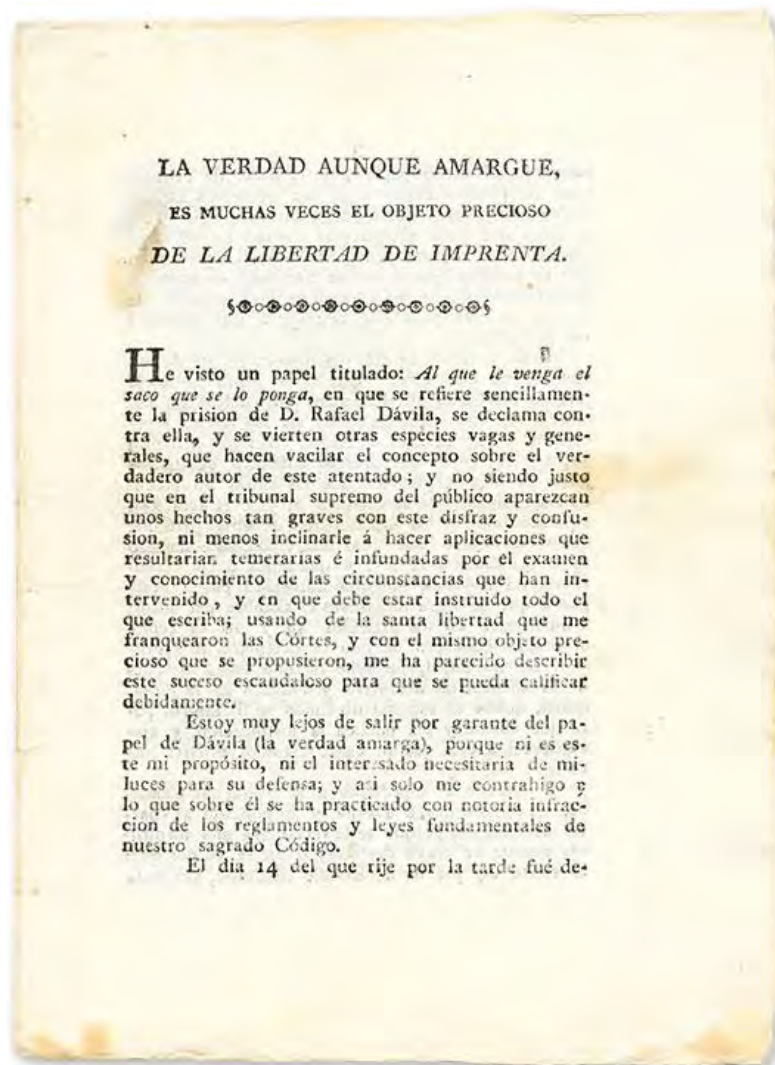 LA VERDAD AUNQUE AMARGUE,
ES MUCHAS VECES EL OBJETO PRECIOSO
DE LA LIBERTAD DE IMPRENTA.
He visto un papel titulado: Al que le venga el
saco que se lo ponga, en que se refiere sencillamen-
te la prision de D. Rafael Dávila, se declama con-
tra ella, y se vierten otras especies vagas y gene-
rales, que hacen vacilar el concepto sobre el ver-
dadero autor de este atentado; y no siendo justo
que en el tribunal supremo del público aparezcan
unos hechos tan graves con este disfraz y confu-
sion, ni menos inclinarle á hacer aplicaciones que
resultarian temerarias é infundadas por el examen
y conocimiento de las circunstancias que han in-
tervenido, y en que debe estar instruido todo el
que escriba; usando de la santa libertad que me
franquearon las Córtes, y con el mismo objeto pre-
cioso que se propusieron, me ha parecido describir
este suceso escandaloso para que se pueda calificar
debidamente.
Estoy muy lejos de salir por garante del pa-
pel de Dávila (la verdad amarga), porque ni es es-
te mi propósito, ni el interesado necesitaria de mi-
luces para su defensa; y asi solo me contrahigo
lo que sobre él se ha practicado con notoria infrac-
cion de los reglamentos y leyes fundamentales de
nuestro sagrado Código.
El dia 14 del que rije por la tarde fué de-